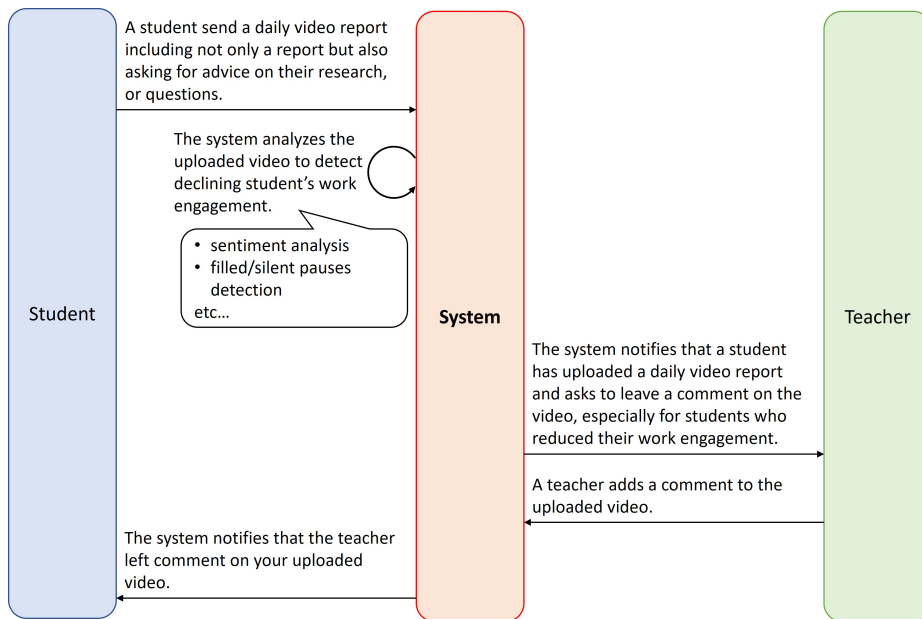 A student send a daily video report
including not only a report but also
asking for advice on their research,
or questions.
The system analyzes the
uploaded video to detect
declining student’s work
engagement.
• sentiment analysis
• filled/silent pauses
detection
etc…
Student
System
Teacher
The system notifies that a student
has uploaded a daily video report
and asks to leave a comment on the
video, especially for students who
reduced their work engagement.
A teacher adds a comment to the
uploaded video.
The system notifies that the teacher
left comment on your uploaded
video.